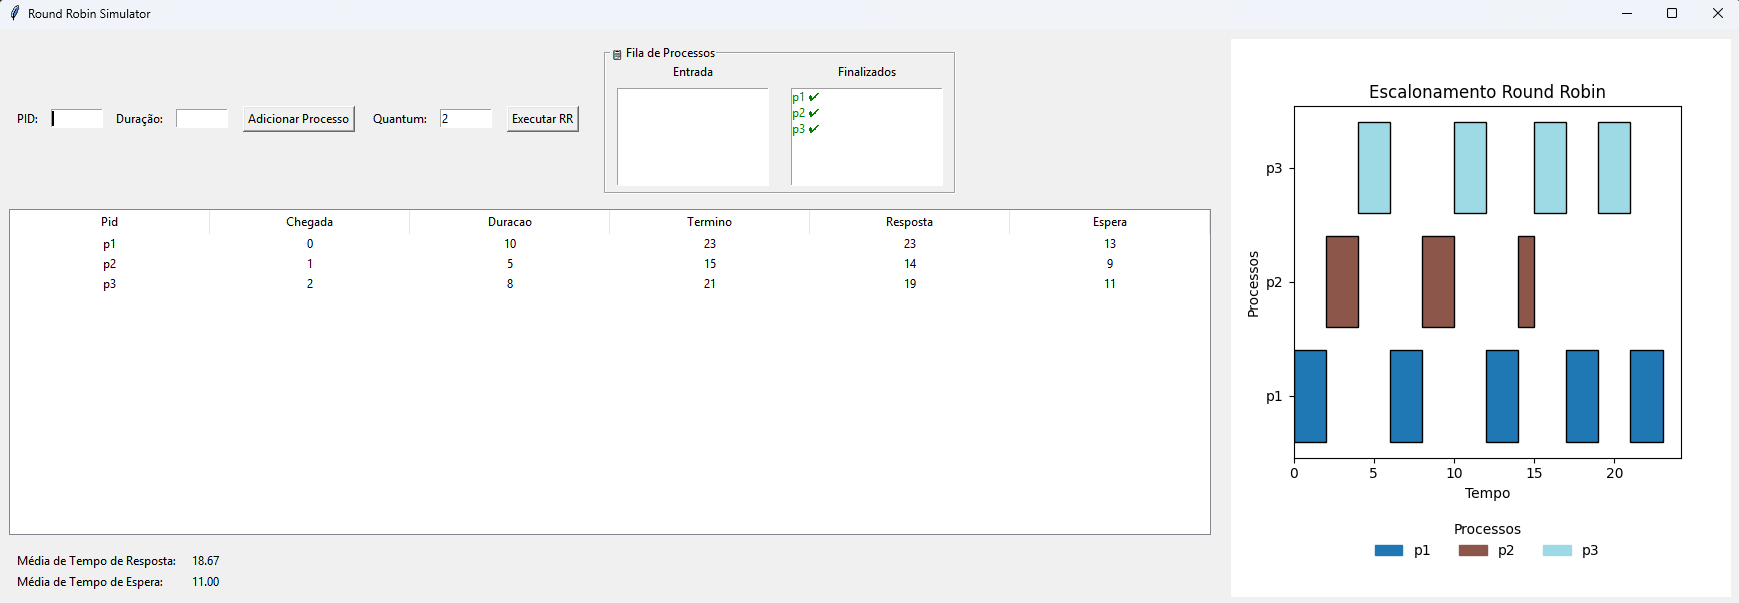 Round Robin Simulator
PID: Duração: Adicionar Processo Quantum: 2 Executar RR
Fila de Processos
Entrada Finalizados
p1 ✔
p2 ✔
p3 ✔
Pid Chegada Duracao Termino Resposta Espera
p1 0 10 23 23 13
p2 1 5 15 14 9
p3 2 8 21 19 11
Média de Tempo de Resposta: 18.67
Média de Tempo de Espera: 11.00
Escalonamento Round Robin
Processos
p3
p2
p1
0 5 10 15 20
Tempo
Processos
p1 p2 p3